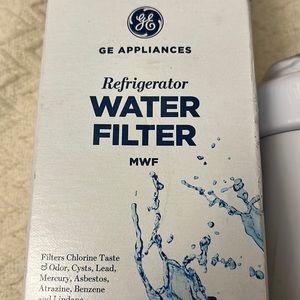 GE
GE APPLIANCES
Refrigerator
WATER
FILTER
MWF
Filters Chlorine Taste
& Odor, Cysts, Lead,
Mercury, Asbestos,
Atrazine, Benzene
and Lindane